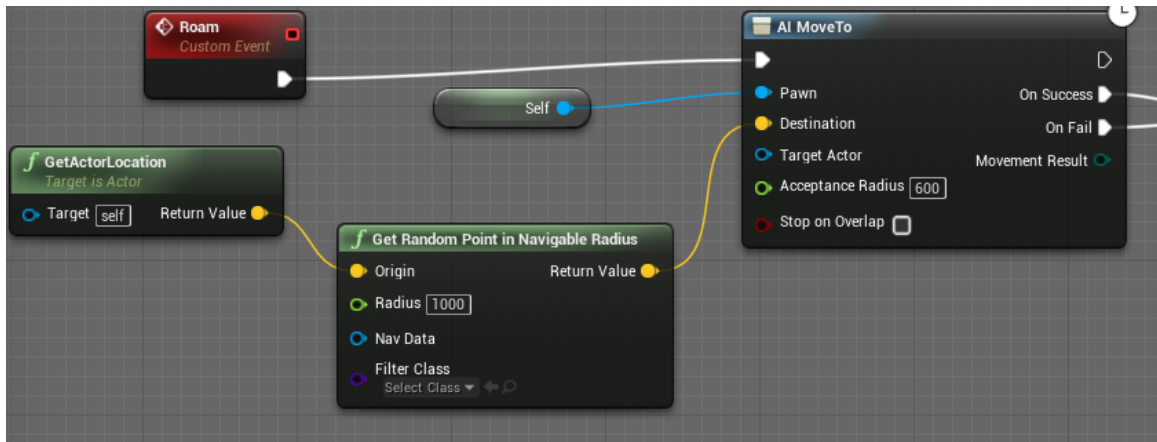 Roam
Custom Event
AI MoveTo
Pawn
On Success
Self
Destination
On Fail
Target Actor
Movement Result
Acceptance Radius 600
Stop on Overlap
f GetActorLocation
Target is Actor
Target self Return Value
f Get Random Point in Navigable Radius
Origin Return Value
Radius 1000
Nav Data
Filter Class
Select Class